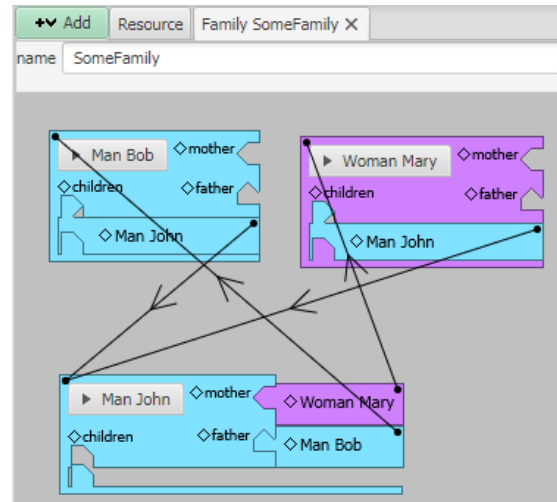 Add Resource Family SomeFamily
name SomeFamily
Man Bob mother
children father
Man John
Woman Mary mother
children father
Man John
Man John mother Woman Mary
children father Man Bob